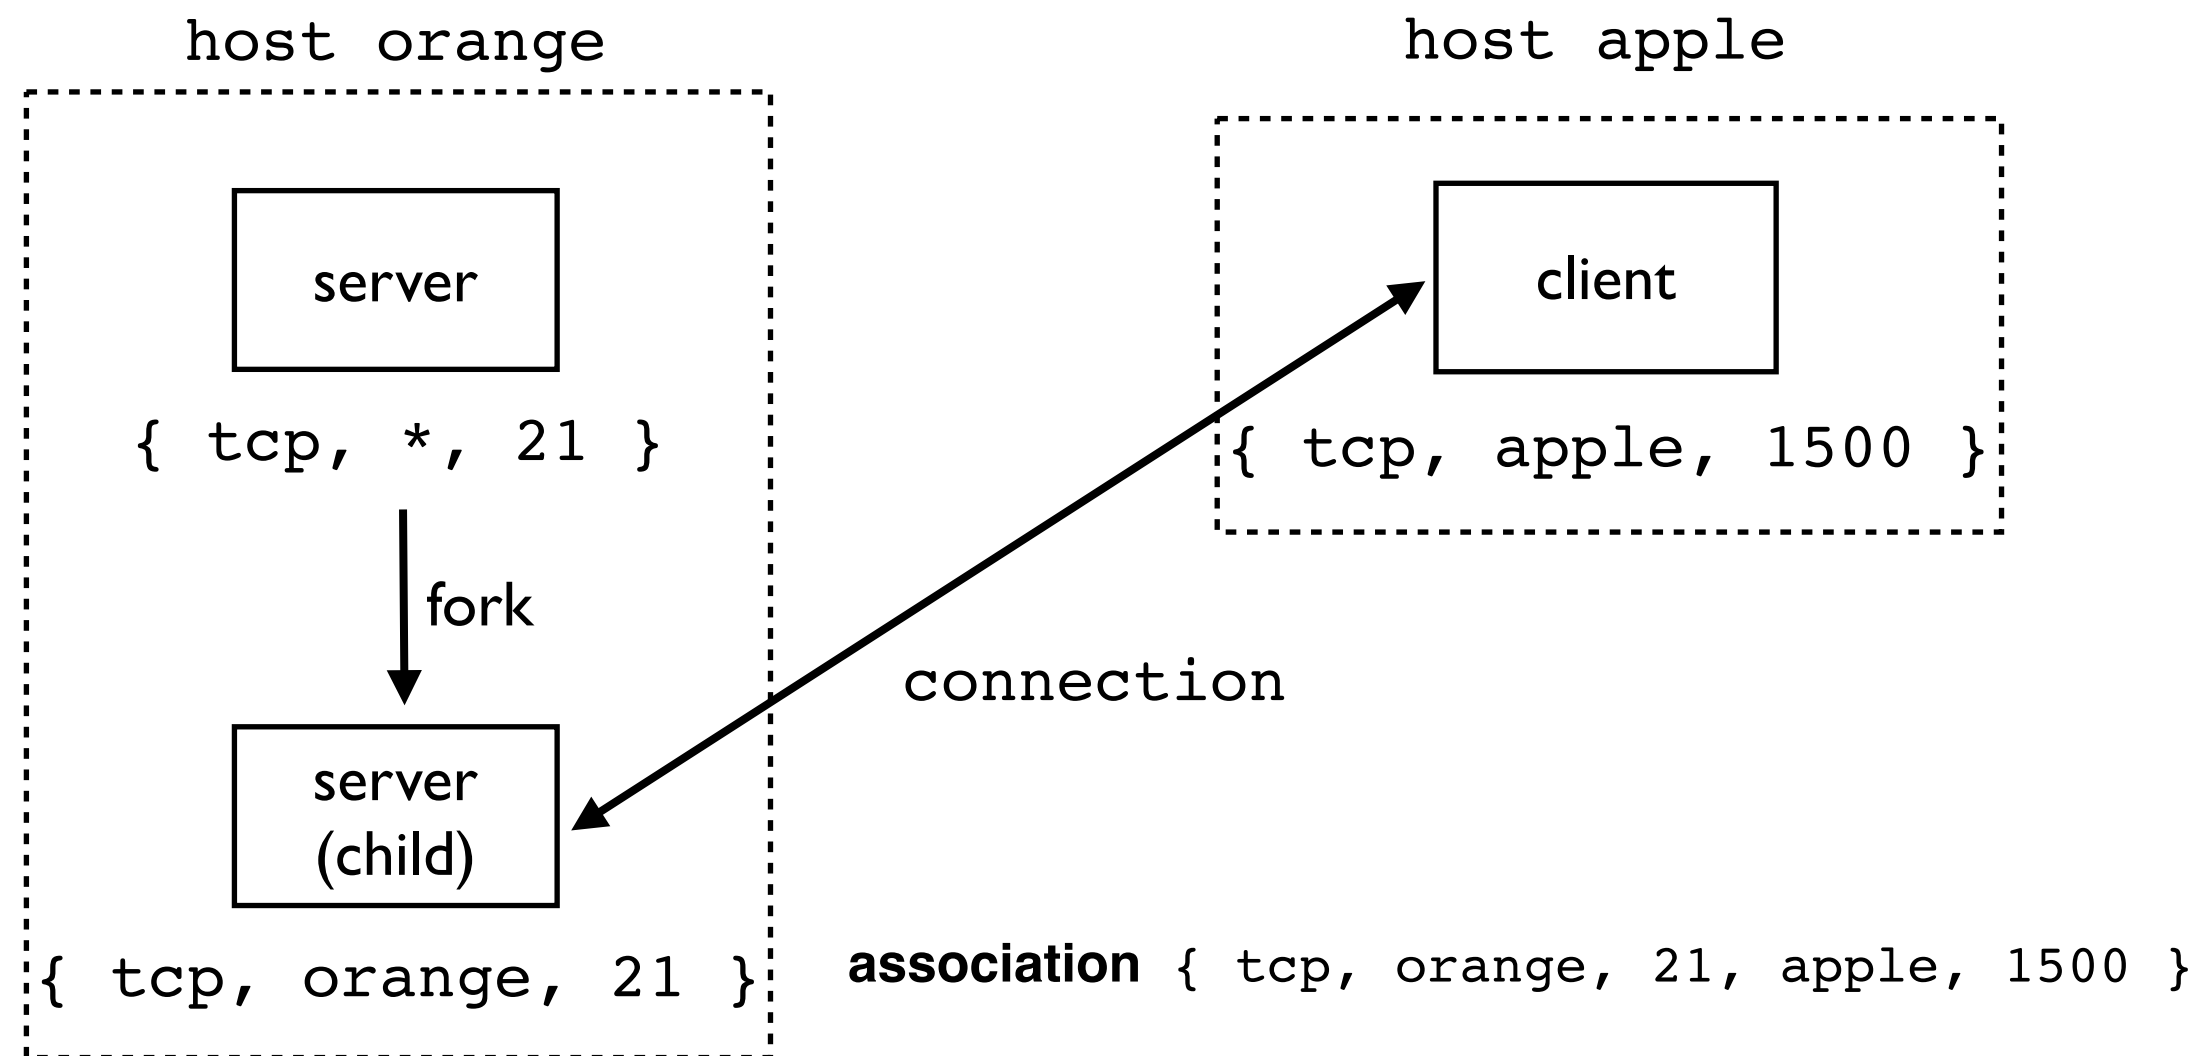 host orange
server
{ tcp, *, 21 }
fork
server
(child)
{ tcp, orange, 21 }
host apple
client
{ tcp, apple, 1500 }
connection
association { tcp, orange, 21, apple, 1500 }